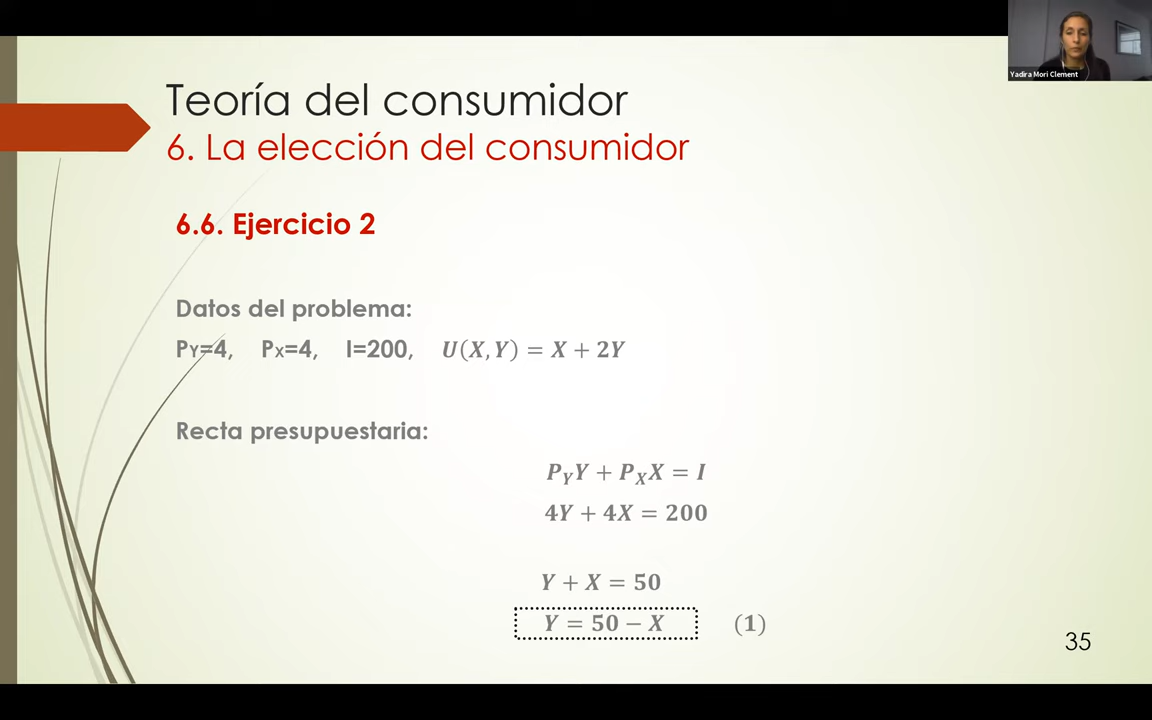 Yadira Mori Clement
Teoría del consumidor
6. La elección del consumidor
6.6. Ejercicio 2
Datos del problema:
PY=4, PX=4, I=200, U(X, Y) = X + 2Y
Recta presupuestaria:
P_Y Y + P_X X = I
4Y + 4X = 200
Y + X = 50
Y = 50 − X (1)
35